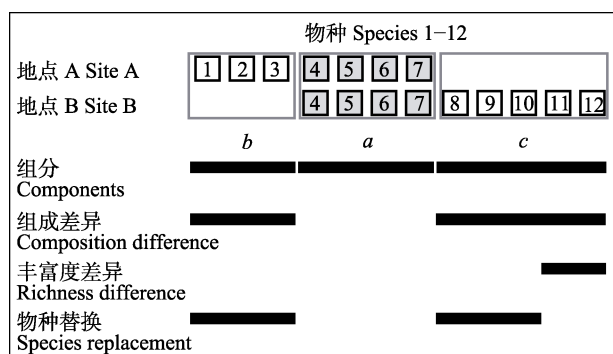 物种 Species 1−12
地点 A Site A
1 2 3 4 5 6 7
地点 B Site B
4 5 6 7 8 9 10 11 12
b a c
组分
Components
组成差异
Composition difference
丰富度差异
Richness difference
物种替换
Species replacement